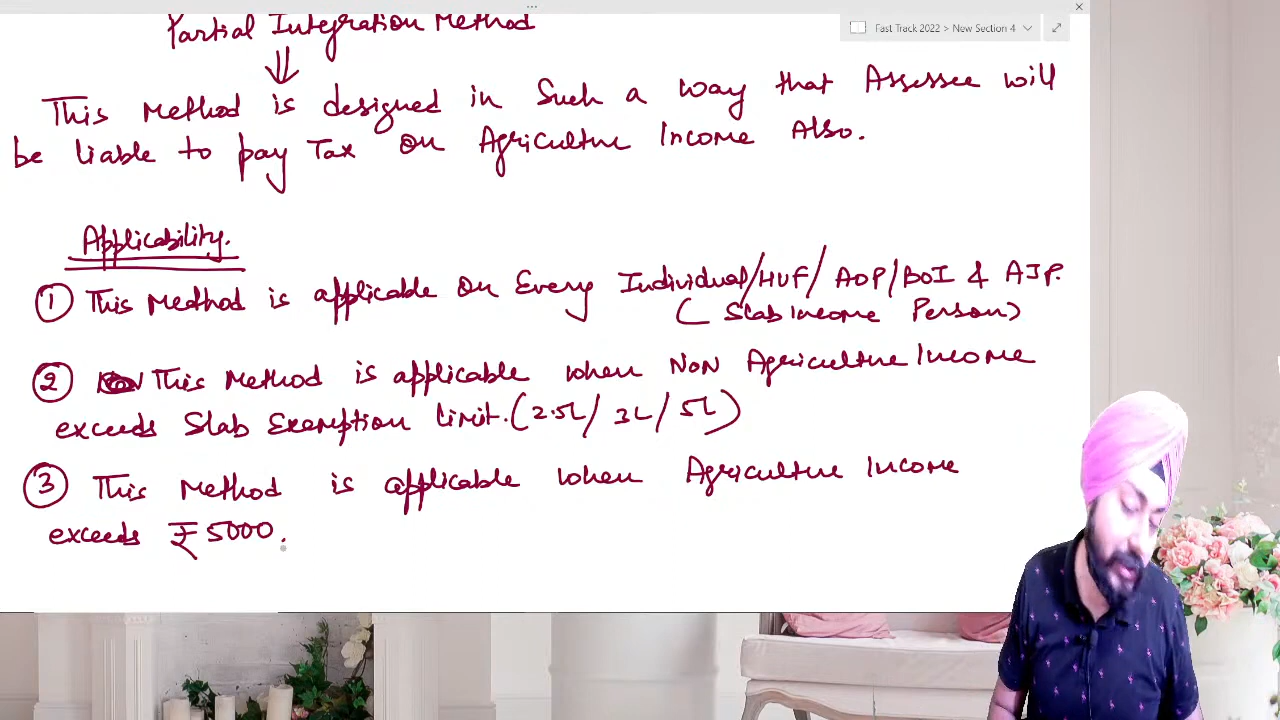 Partial Integration Method
Fast Track 2022 > New Section 4
This Method is designed in Such a way that Assessee will
be liable to pay Tax on Agriculture Income Also.
Applicability.
① This Method is applicable on Every Individual/HUF/AOP/BOI & AJP.
(Slab income Person)
② This Method is applicable when NON Agriculture Income
exceeds Slab Exemption limit. (2.5L/3L/5L)
③ This Method is applicable when Agriculture Income
exceeds ₹5000.